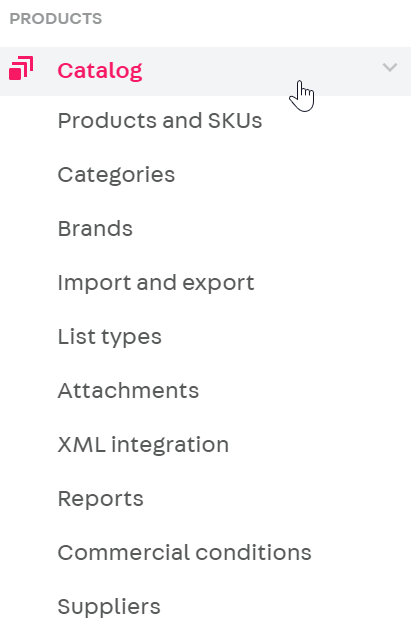 PRODUCTS
Catalog
Products and SKUs
Categories
Brands
Import and export
List types
Attachments
XML integration
Reports
Commercial conditions
Suppliers